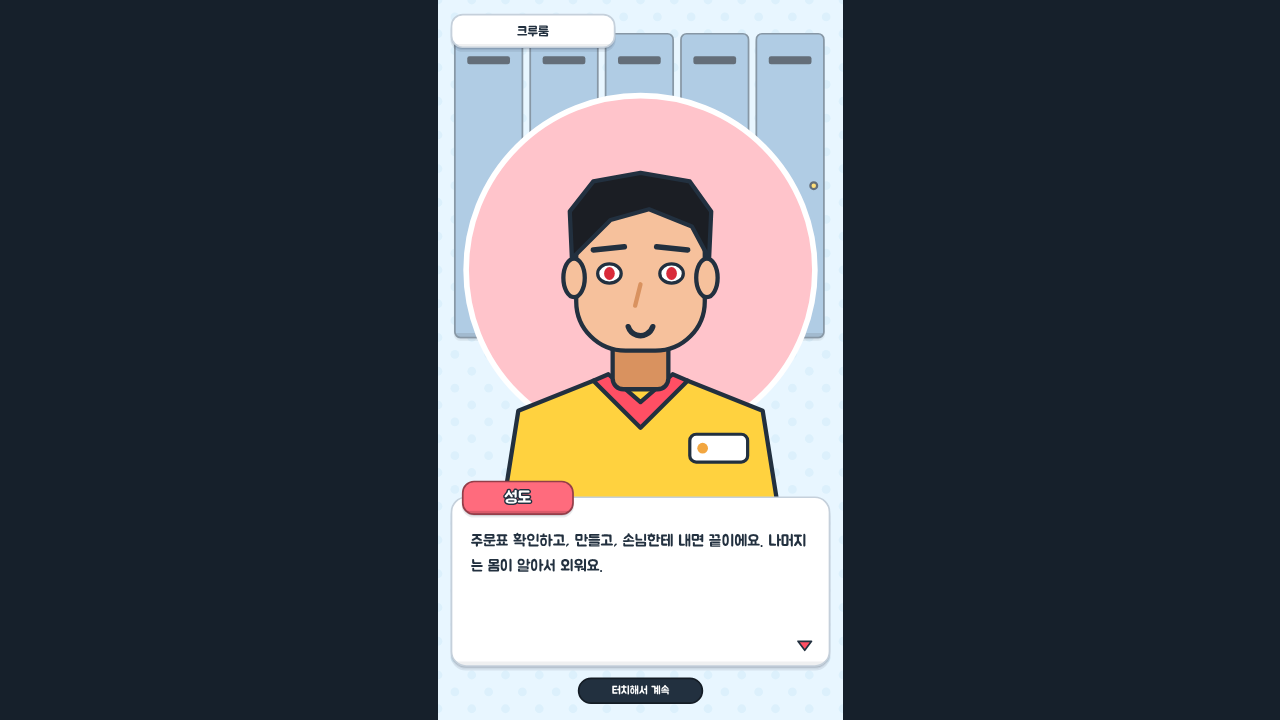 크루룸
성도
주문표 확인하고, 만들고, 손님한테 내면 끝이에요. 나머지
는 몸이 알아서 외워요.
터치해서 계속